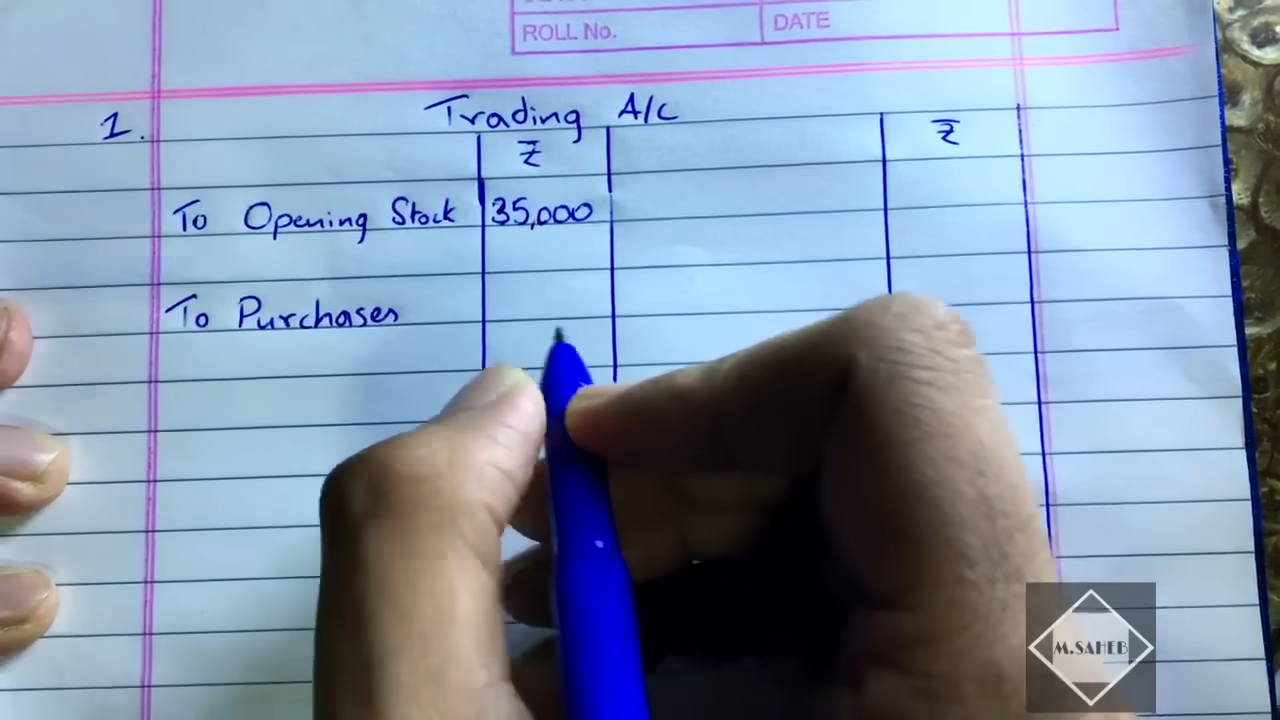 ROLL No. DATE
1. Trading A/c
₹ ₹
To Opening Stock 35,000
To Purchases
M.SAHEB